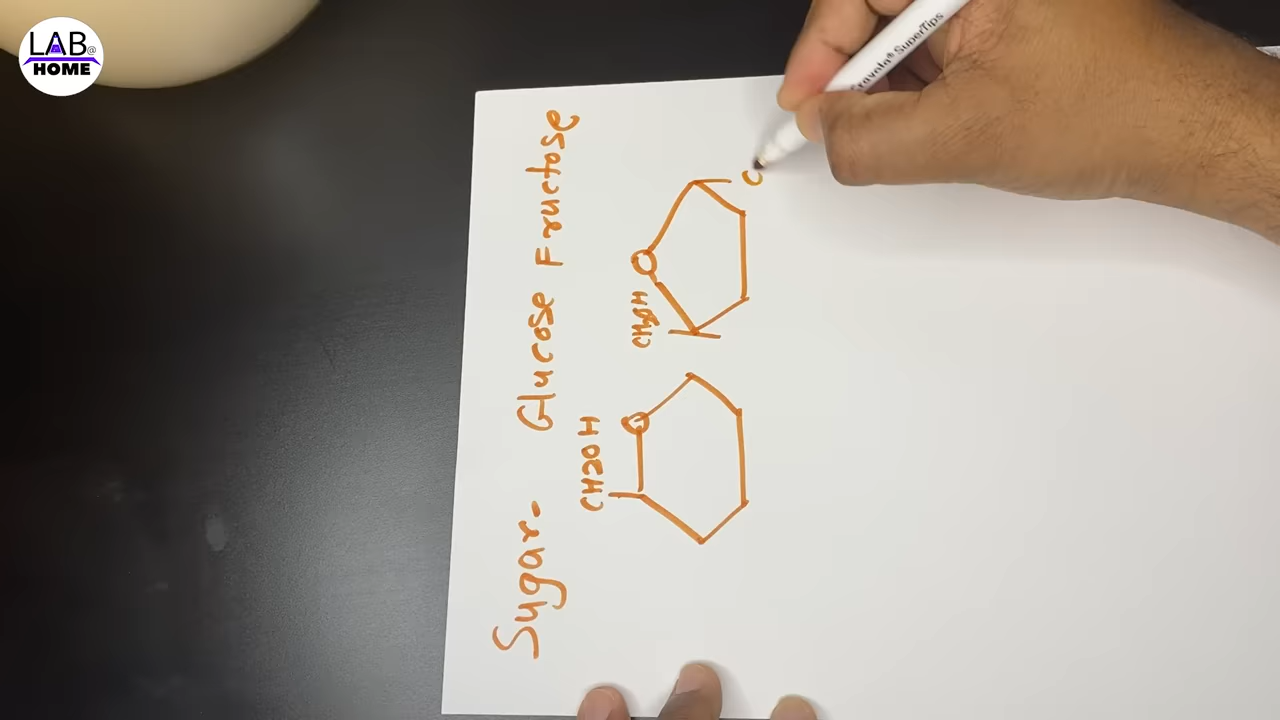 LAB@
HOME
Crayola® SuperTips
Sugar- Glucose Fructose
CH2OH
CH2OH
O
O
C